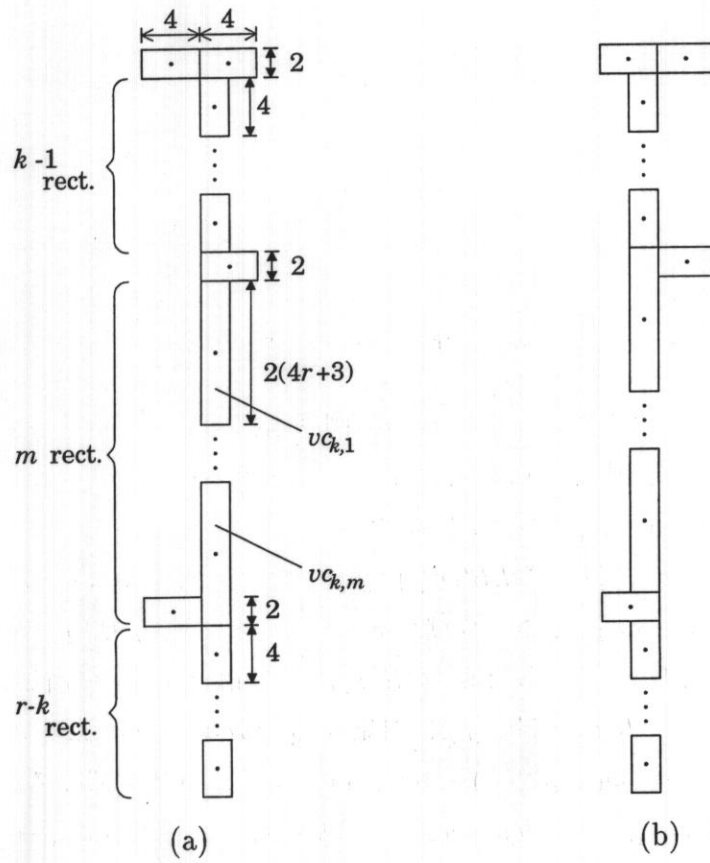 4 4
2
4
k -1
rect.
2
2(4r+3)
vc_{k,1}
m rect.
vc_{k,m}
2
4
r-k
rect.
(a)
(b)